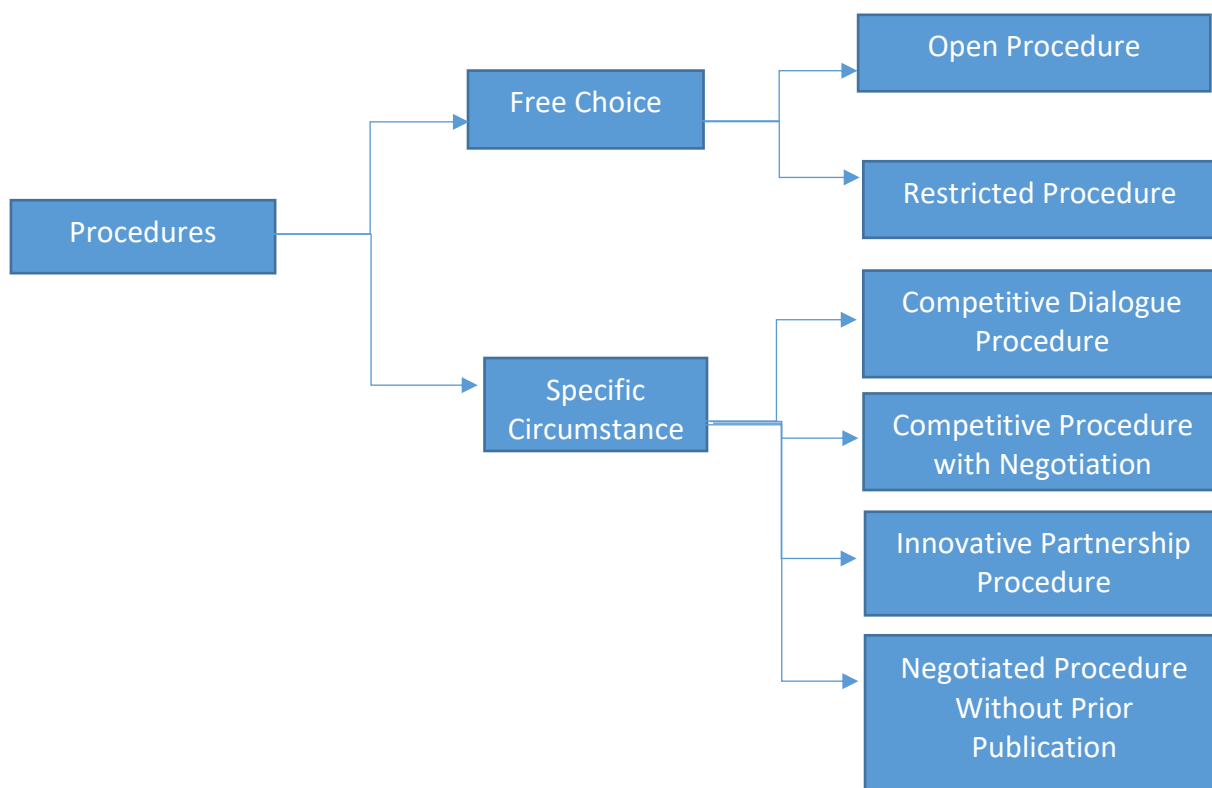 Open Procedure
Free Choice
Restricted Procedure
Procedures
Competitive Dialogue
Procedure
Specific
Circumstance
Competitive Procedure
with Negotiation
Innovative Partnership
Procedure
Negotiated Procedure
Without Prior
Publication